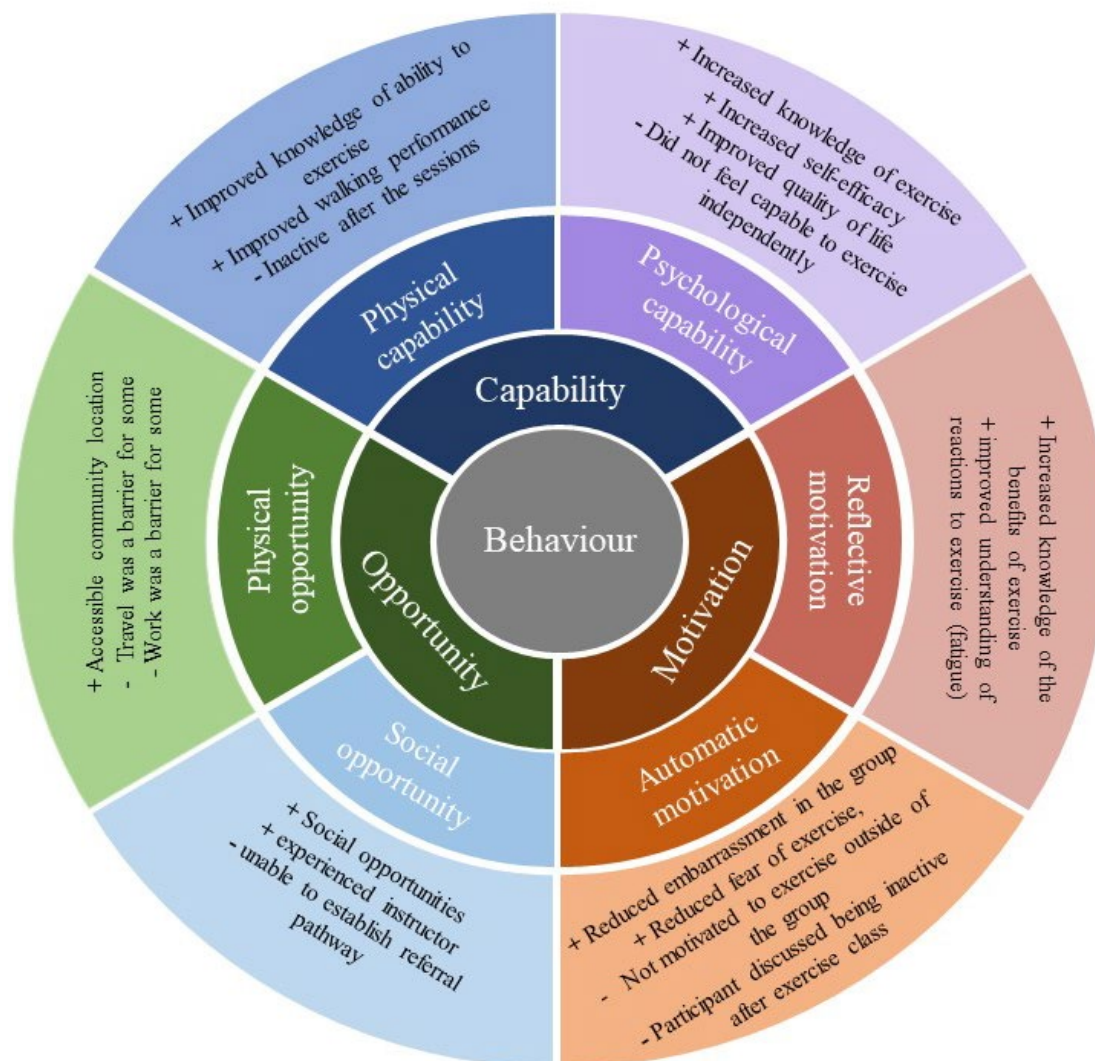 + Improved knowledge of ability to
exercise
+ Improved walking performance
- Inactive after the sessions
+ Increased knowledge of exercise
+ Increased self-efficacy
+ Improved quality of life
- Did not feel capable to exercise
independently
Physical
capability
Psychological
capability
Capability
+ Accessible community location
- Travel was a barrier for some
- Work was a barrier for some
Physical
opportunity
Opportunity
Behaviour
Motivation
Reflective
motivation
+ Increased knowledge of the
benefits of exercise
+ improved understanding of
reactions to exercise (fatigue)
Social
opportunity
Automatic
motivation
+ Social opportunities
+ experienced instructor
- unable to establish referral
pathway
+ Reduced embarrassment in the group
+ Reduced fear of exercise,
- Not motivated to exercise outside of
the group
- Participant discussed being inactive
after exercise class